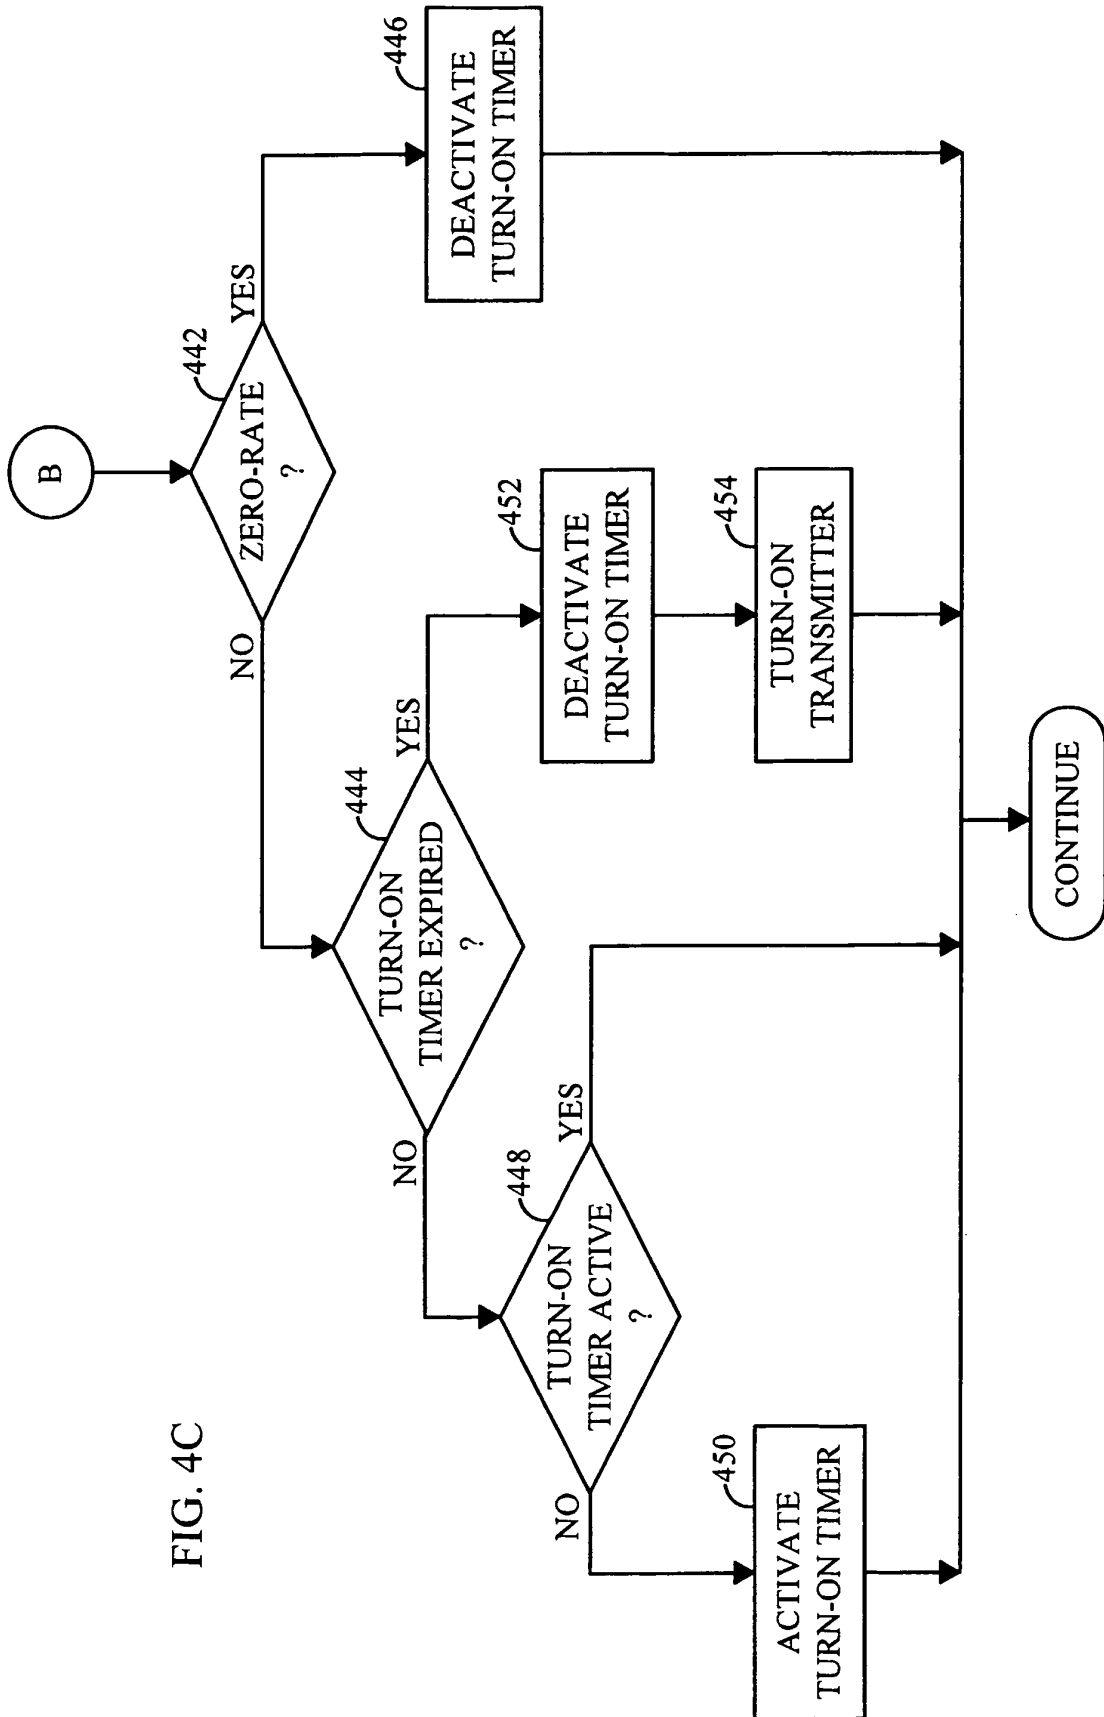 FIG. 4C
B
442
ZERO-RATE
?
NO
YES
444
TURN-ON
TIMER EXPIRED
?
NO
YES
446
DEACTIVATE
TURN-ON TIMER
448
TURN-ON
TIMER ACTIVE
?
NO
YES
452
DEACTIVATE
TURN-ON TIMER
450
ACTIVATE
TURN-ON TIMER
454
TURN-ON
TRANSMITTER
CONTINUE